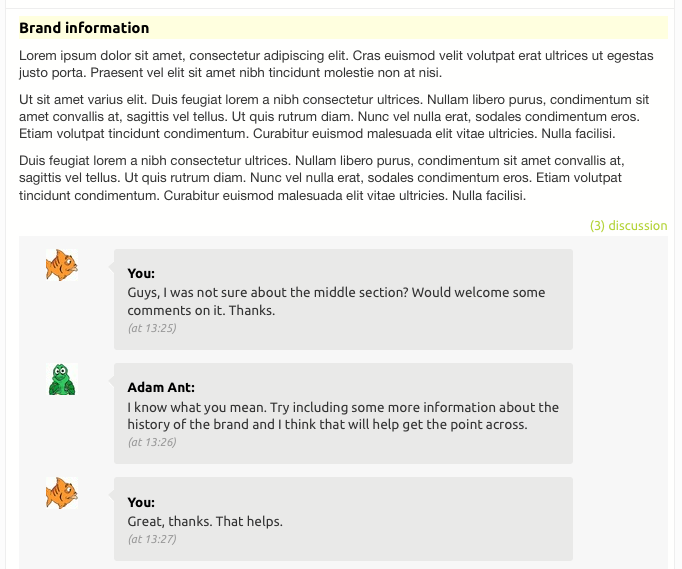 Brand information
Lorem ipsum dolor sit amet, consectetur adipiscing elit. Cras euismod velit volutpat erat ultrices ut egestas
justo porta. Praesent vel elit sit amet nibh tincidunt molestie non at nisi.
Ut sit amet varius elit. Duis feugiat lorem a nibh consectetur ultrices. Nullam libero purus, condimentum sit
amet convallis at, sagittis vel tellus. Ut quis rutrum diam. Nunc vel nulla erat, sodales condimentum eros.
Etiam volutpat tincidunt condimentum. Curabitur euismod malesuada elit vitae ultricies. Nulla facilisi.
Duis feugiat lorem a nibh consectetur ultrices. Nullam libero purus, condimentum sit amet convallis at,
sagittis vel tellus. Ut quis rutrum diam. Nunc vel nulla erat, sodales condimentum eros. Etiam volutpat
tincidunt condimentum. Curabitur euismod malesuada elit vitae ultricies. Nulla facilisi.
(3) discussion
You:
Guys, I was not sure about the middle section? Would welcome some
comments on it. Thanks.
(at 13:25)
Adam Ant:
I know what you mean. Try including some more information about the
history of the brand and I think that will help get the point across.
(at 13:26)
You:
Great, thanks. That helps.
(at 13:27)